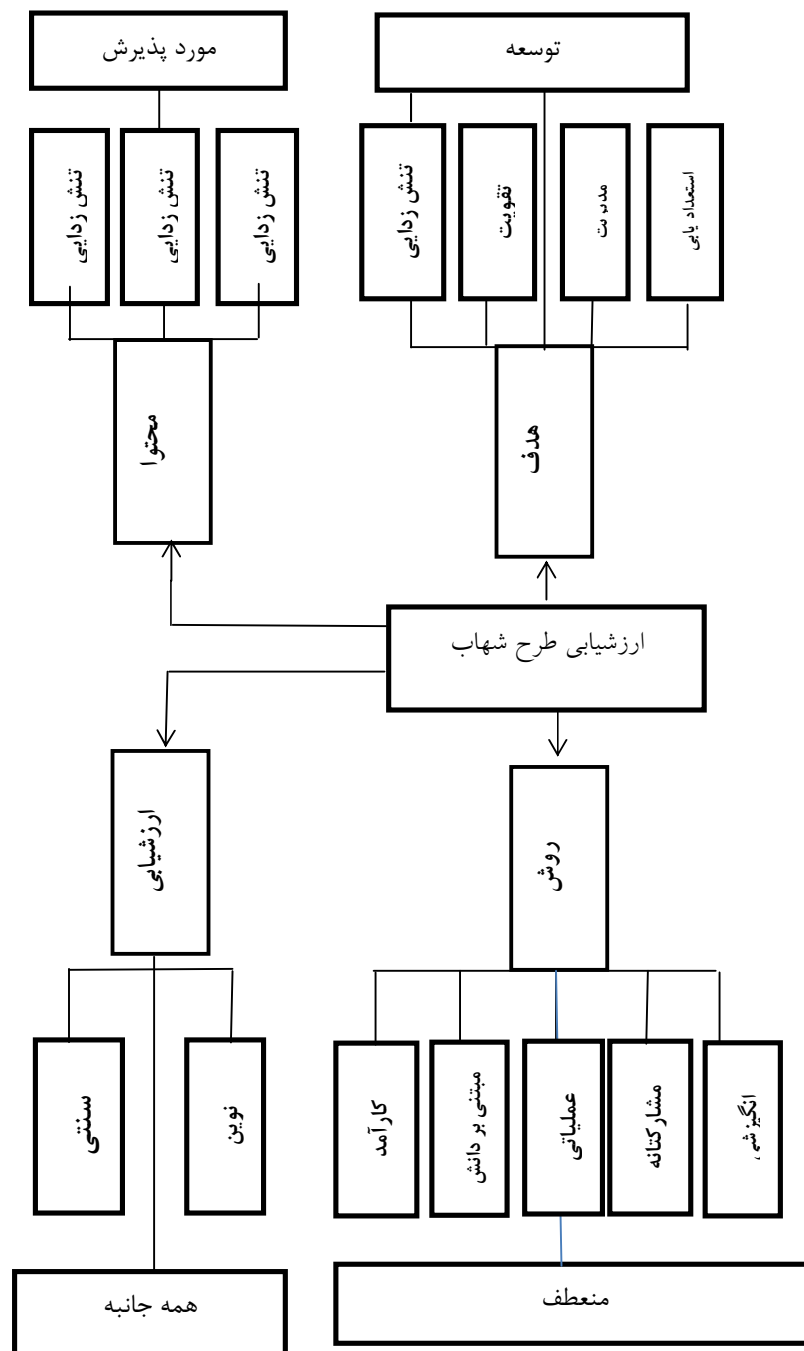 توسعه
مورد پذیرش
استعداد یابی
مدیریت
تقویت
تنش زدایی
تنش زدایی
تنش زدایی
تنش زدایی
هدف
محتوا
ارزشیابی طرح شهاب
روش
ارزشیابی
انگیزشی
مشارکتانه
عملیاتی
مبتنی بر دانش
کارآمد
نوین
سنتی
منعطف
همه جانبه